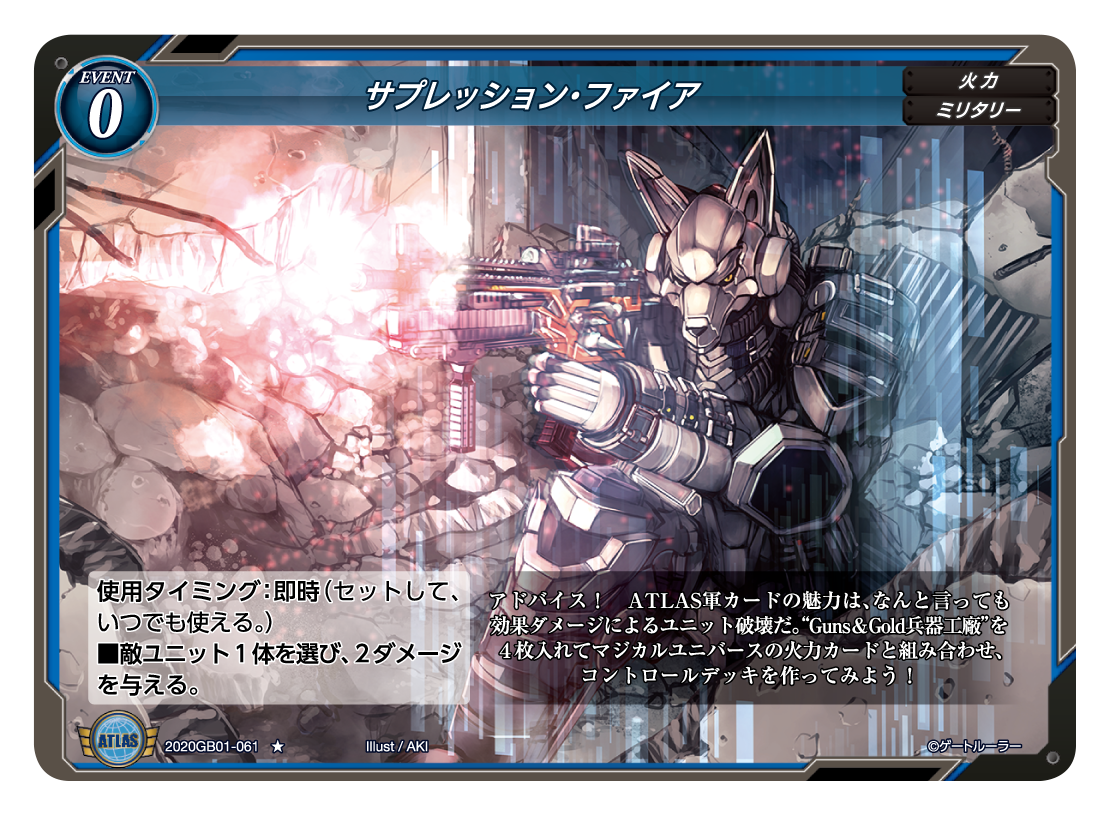 EVENT
0
サプレッション・ファイア
火力
ミリタリー
使用タイミング：即時（セットして、
いつでも使える。）
■敵ユニット１体を選び、２ダメージ
を与える。
アドバイス！　ATLAS軍カードの魅力は、なんと言っても
効果ダメージによるユニット破壊だ。“Guns＆Gold兵器工廠”を
４枚入れてマジカルユニバースの火力カードと組み合わせ、
コントロールデッキを作ってみよう！
ATLAS
2020GB01-061 ★
Illust / AKI
©ゲートルーラー